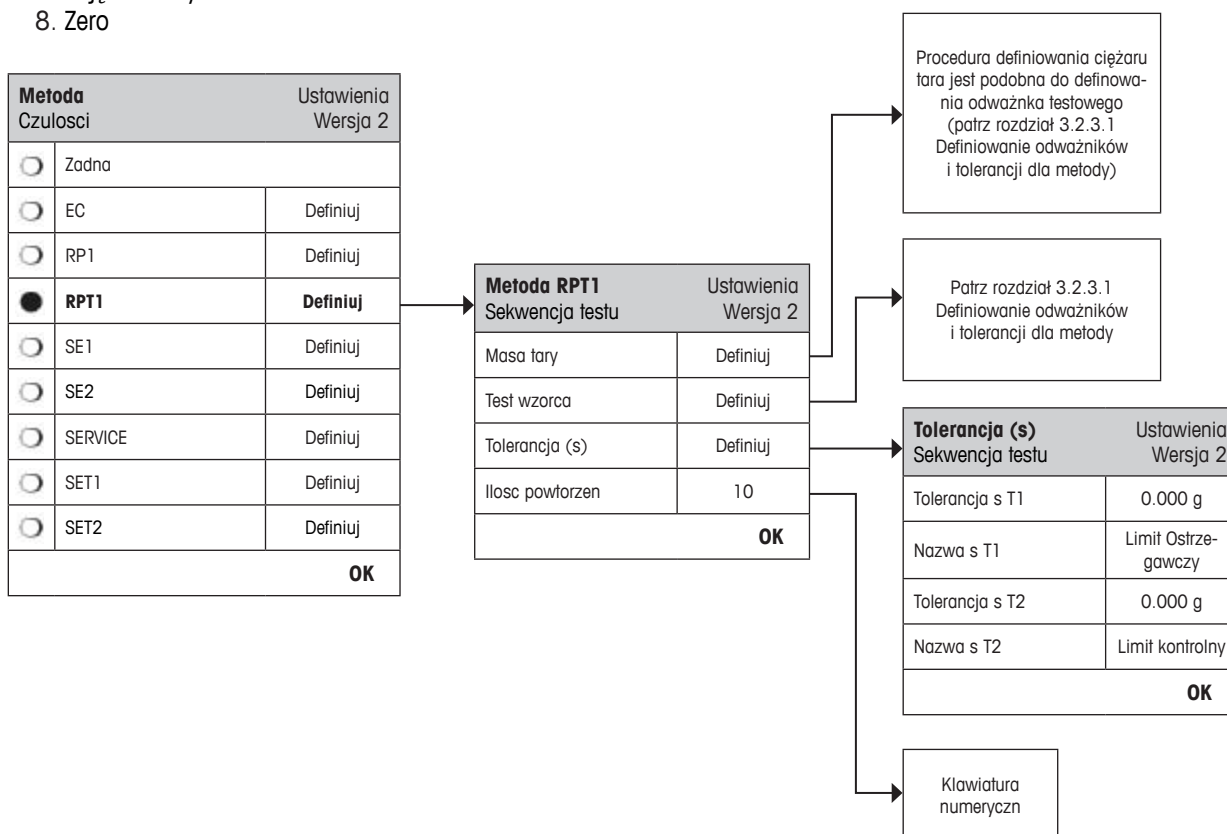 8. Zero
Metoda Ustawienia
Czulosci Wersja 2
Zadna
EC Definiuj
RP1 Definiuj
RPT1 Definiuj
SE1 Definiuj
SE2 Definiuj
SERVICE Definiuj
SET1 Definiuj
SET2 Definiuj
OK
Metoda RPT1 Ustawienia
Sekwencja testu Wersja 2
Masa tary Definiuj
Test wzorca Definiuj
Tolerancja (s) Definiuj
Ilosc powtorzen 10
OK
Procedura definiowania ciężaru
tara jest podobna do definowa-
nia odważnka testowego
(patrz rozdział 3.2.3.1
Definiowanie odważników
i tolerancji dla metody)
Patrz rozdział 3.2.3.1
Definiowanie odważników
i tolerancji dla metody
Tolerancja (s) Ustawienia
Sekwencja testu Wersja 2
Tolerancja s T1 0.000 g
Nazwa s T1 Limit Ostrze-
gawczy
Tolerancja s T2 0.000 g
Nazwa s T2 Limit kontrolny
OK
Klawiatura
numeryczn